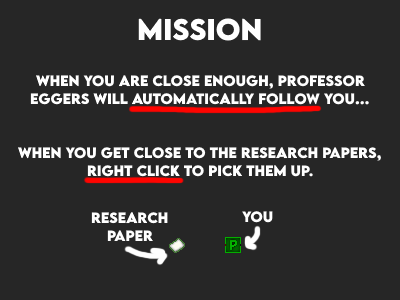 MISSION
WHEN YOU ARE CLOSE ENOUGH, PROFESSOR
EGGERS WILL AUTOMATICALLY FOLLOW YOU...
WHEN YOU GET CLOSE TO THE RESEARCH PAPERS,
RIGHT CLICK TO PICK THEM UP.
RESEARCH
PAPER
YOU
P